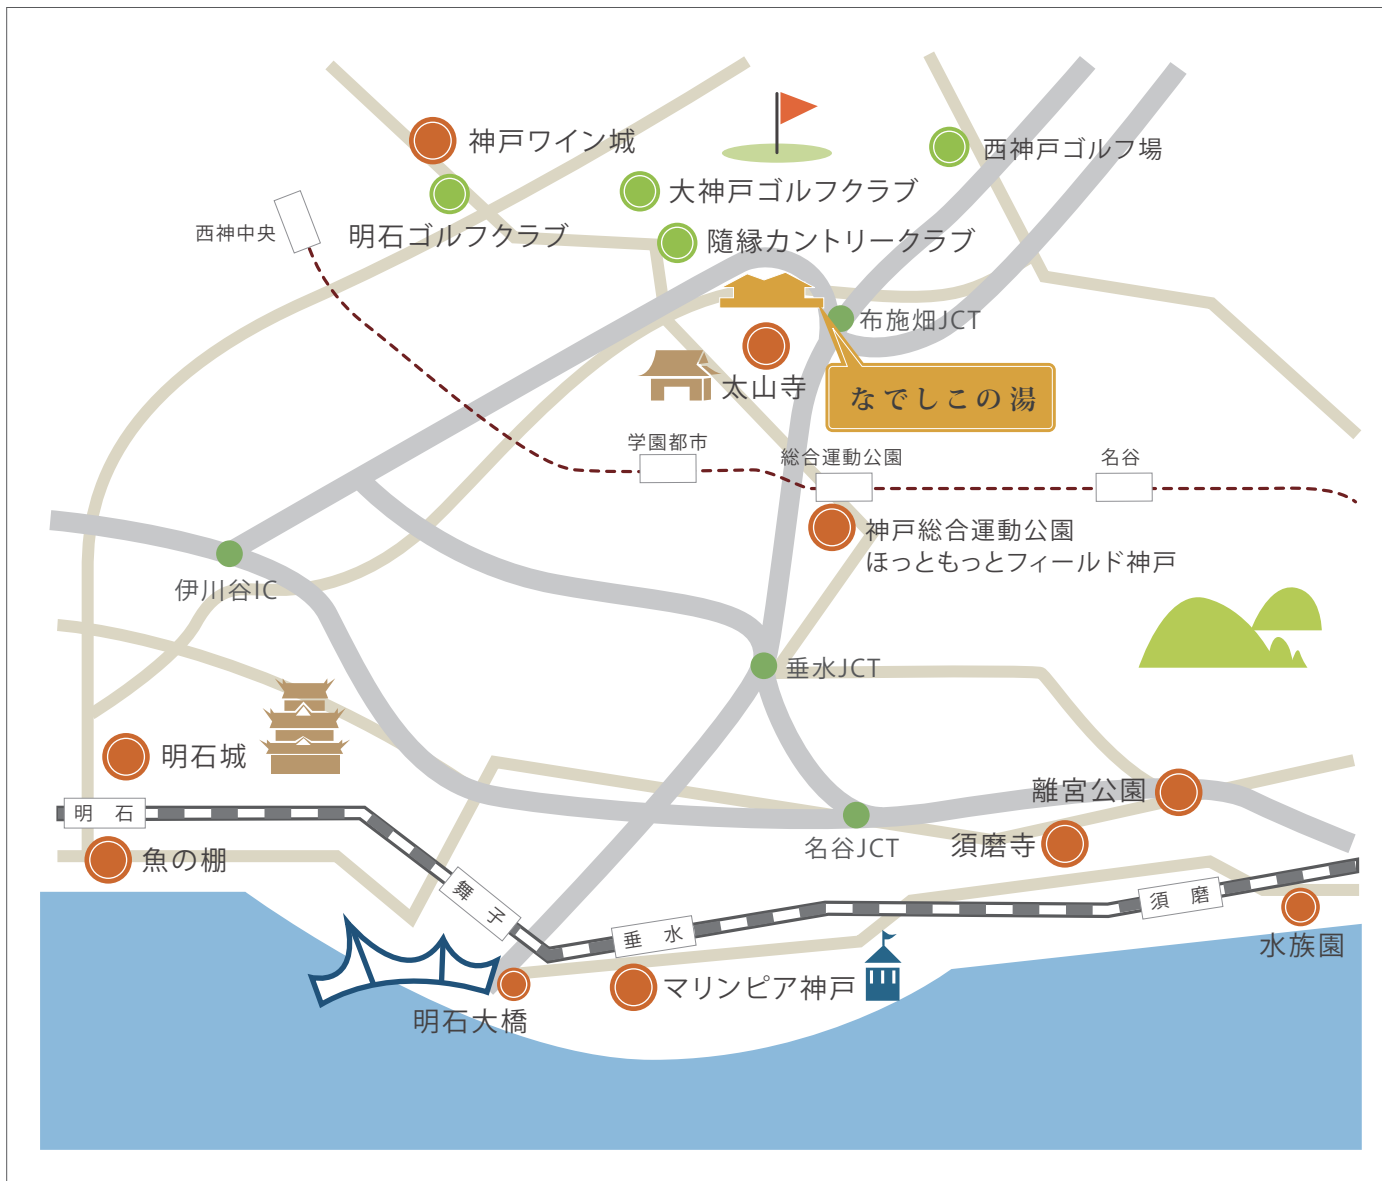 神戸ワイン城
西神戸ゴルフ場
大神戸ゴルフクラブ
西神中央
明石ゴルフクラブ
隨縁カントリークラブ
布施畑JCT
太山寺
なでしこの湯
学園都市
総合運動公園
名谷
神戸総合運動公園
ほっともっとフィールド神戸
伊川谷IC
垂水JCT
明石城
離宮公園
明 石
名谷JCT
須磨寺
魚の棚
舞 子
須 磨
垂 水
水族園
マリンピア神戸
明石大橋